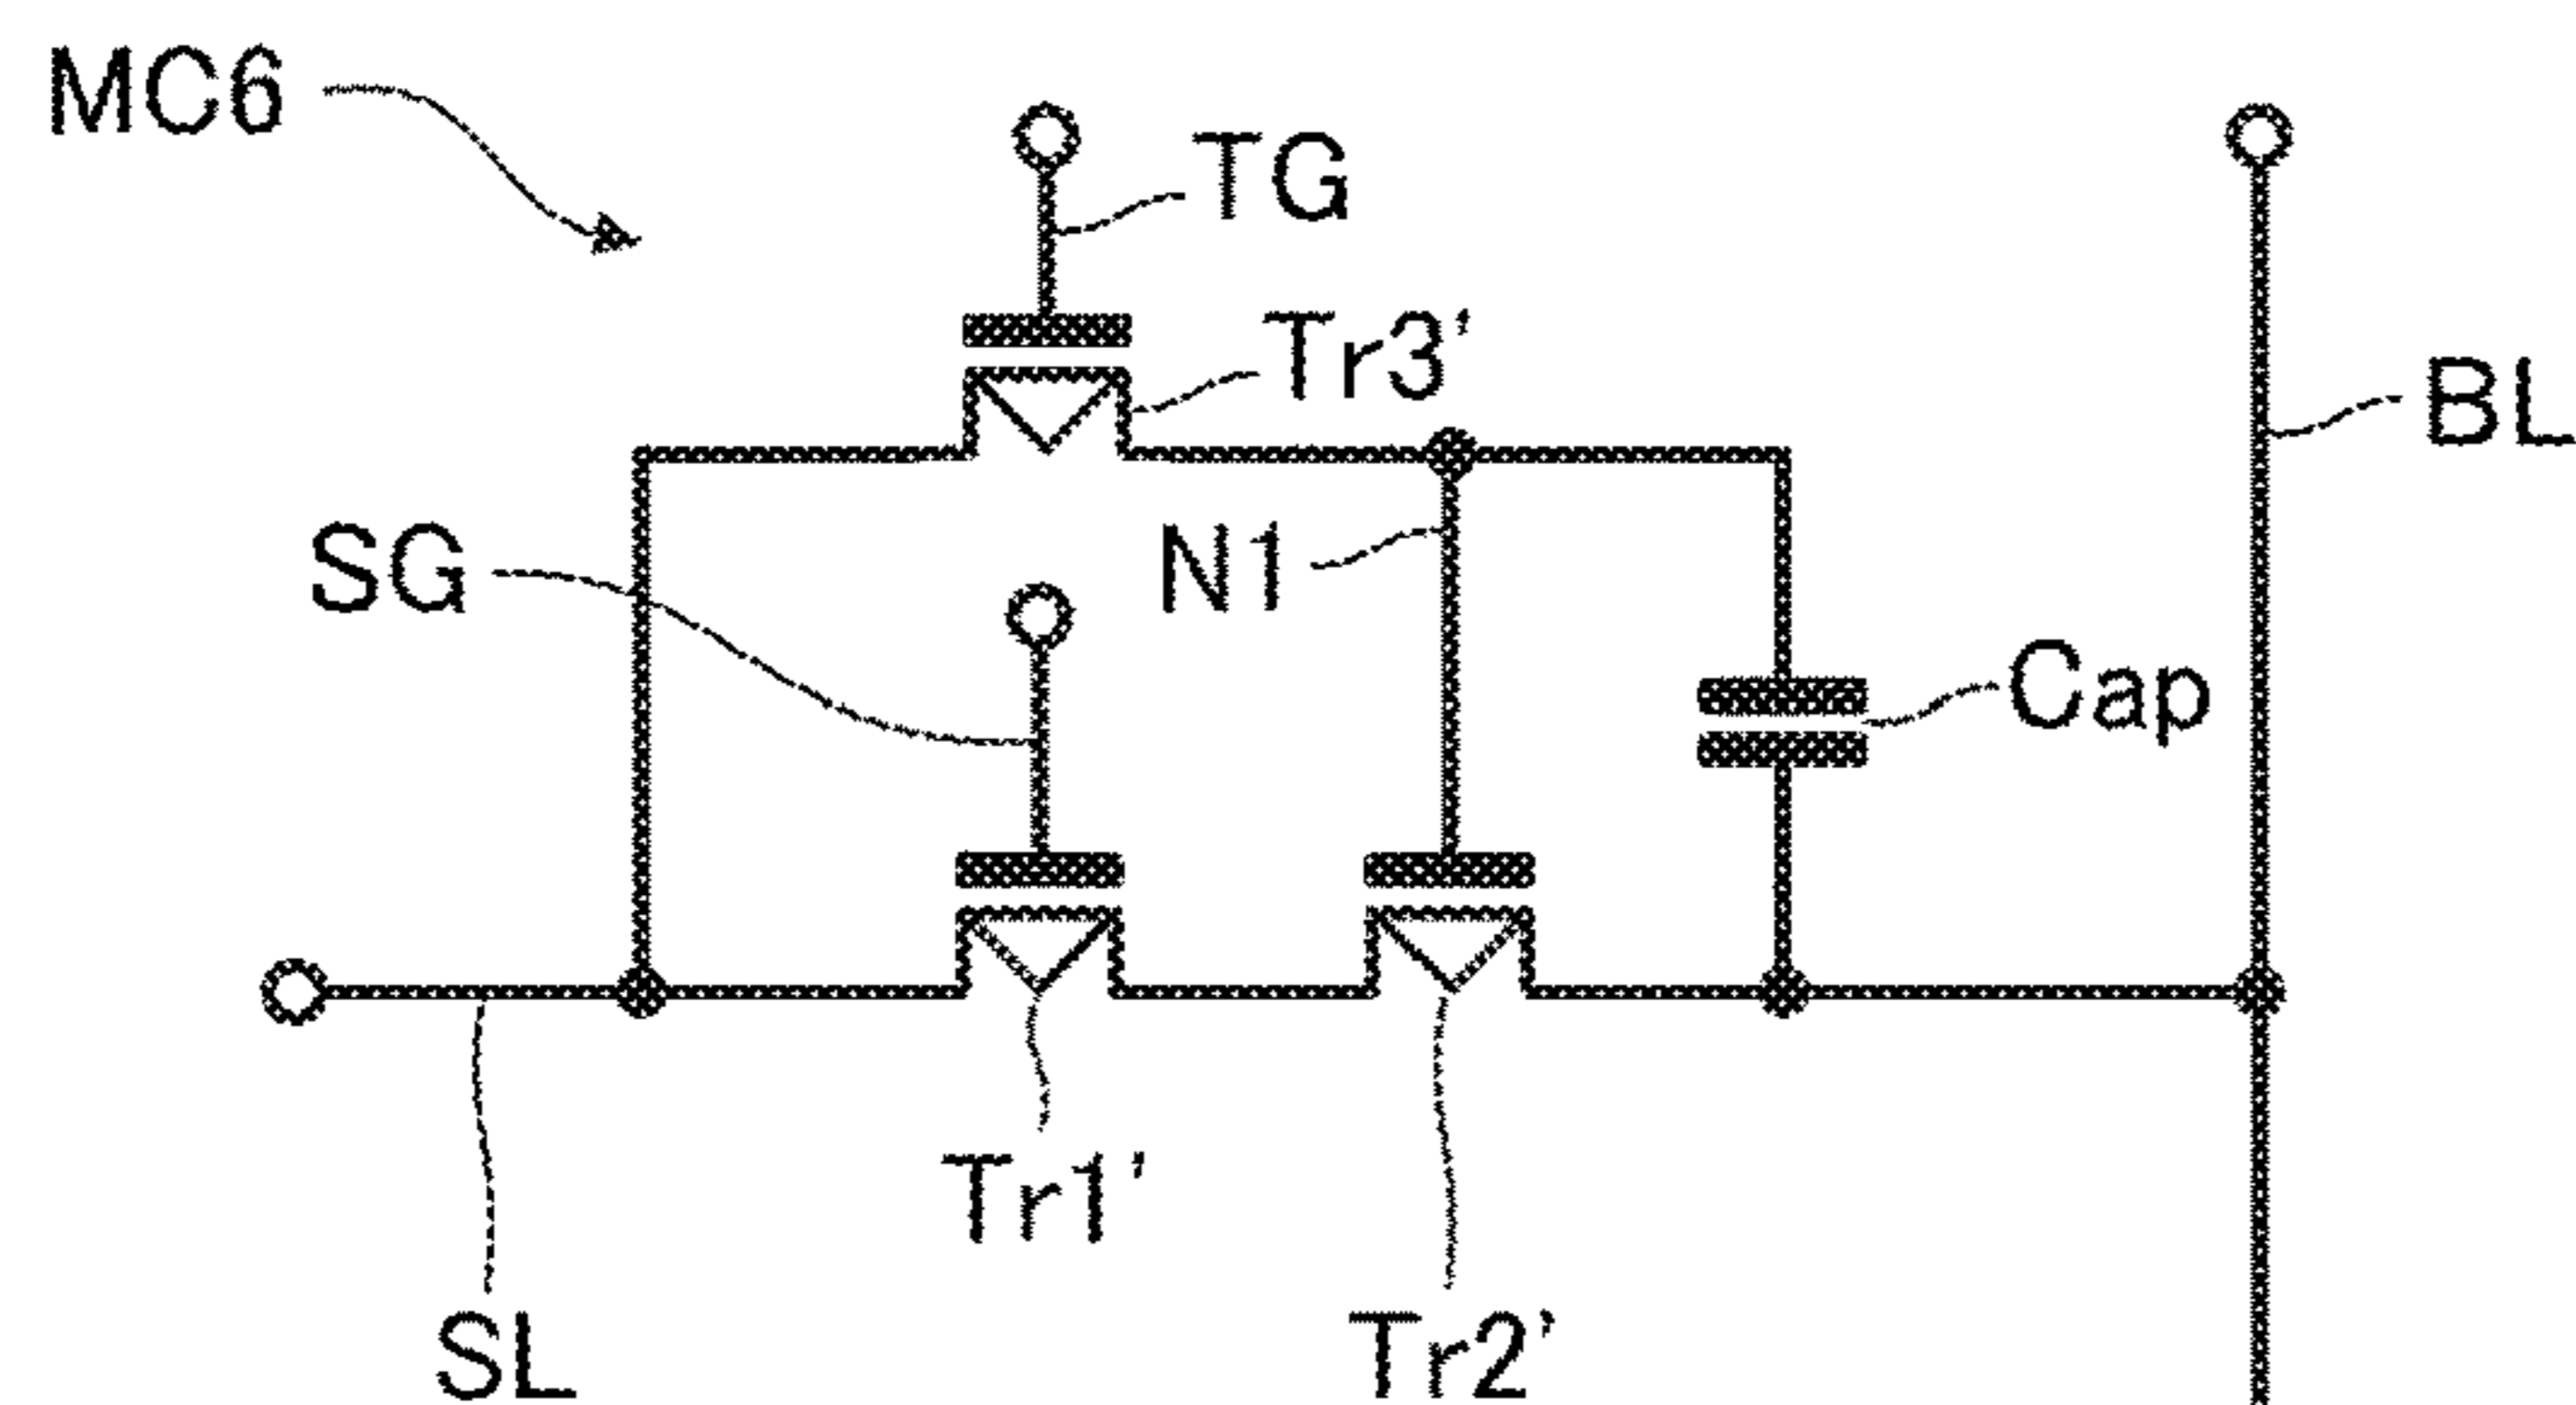 MC6
TG
Tr3'
BL
SG
N1
Cap
Tr1'
SL
Tr2'